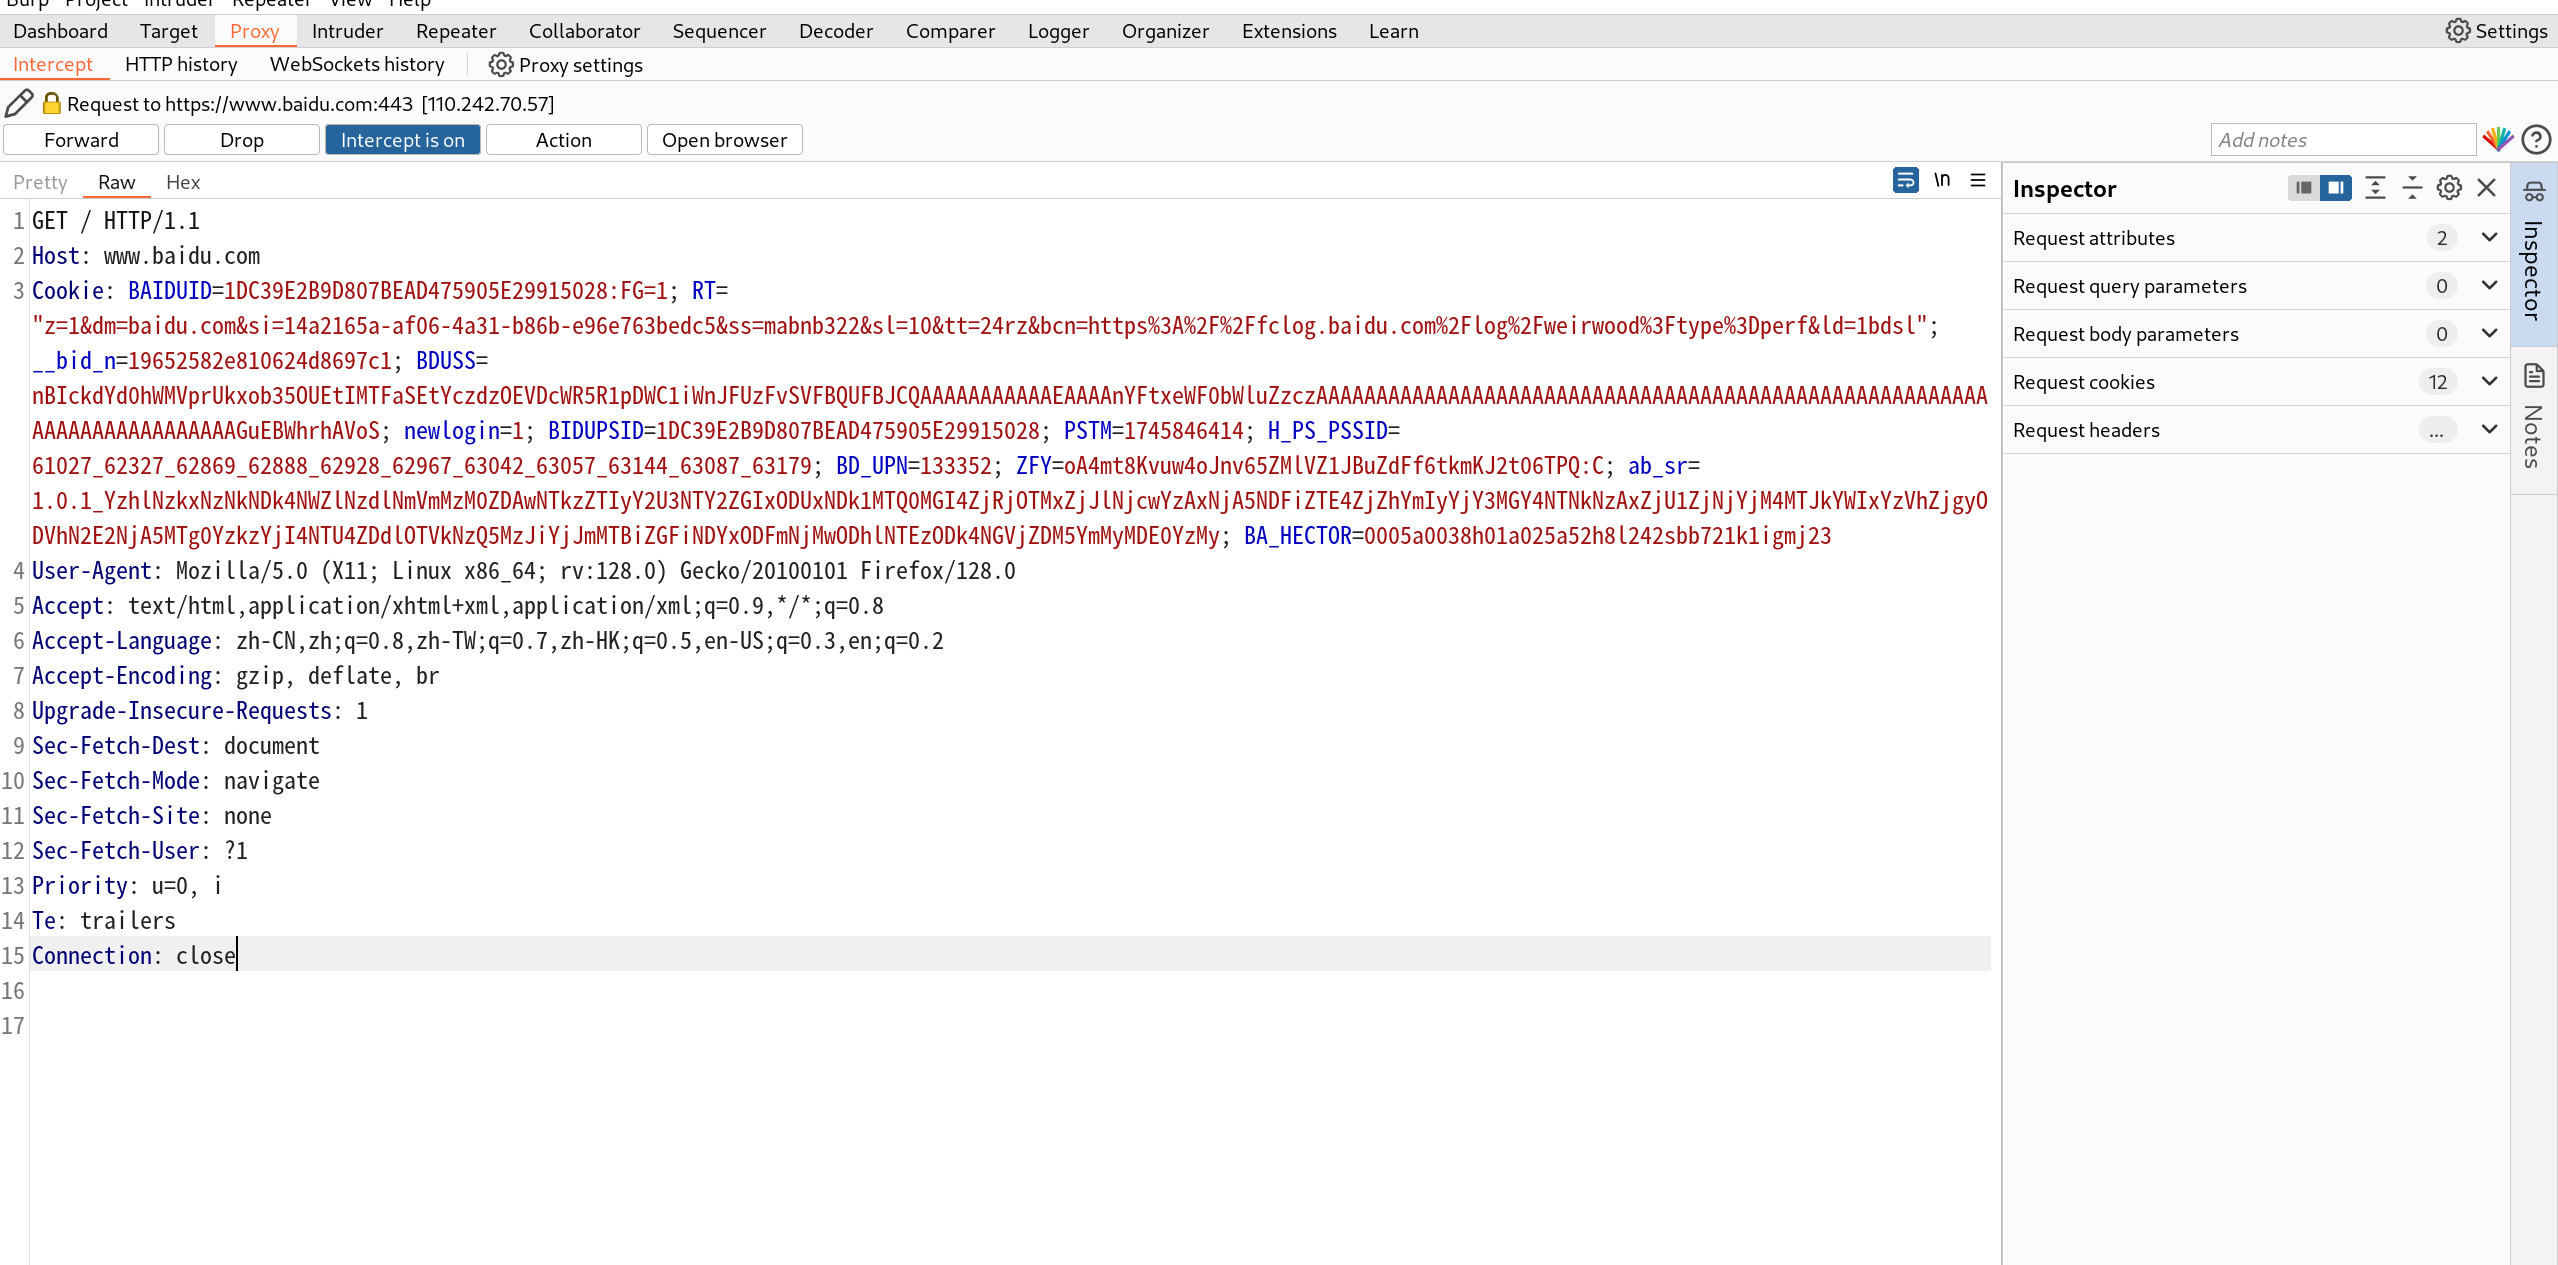 Burp Project Intruder Repeater View Help
Dashboard Target Proxy Intruder Repeater Collaborator Sequencer Decoder Comparer Logger Organizer Extensions Learn Settings
Intercept HTTP history WebSockets history Proxy settings
Request to https://www.baidu.com:443 [110.242.70.57]
Forward Drop Intercept is on Action Open browser Add notes
Pretty Raw Hex \n
1 GET / HTTP/1.1
2 Host: www.baidu.com
3 Cookie: BAIDUID=1DC39E2B9D807BEAD475905E29915028:FG=1; RT=
"z=1&dm=baidu.com&si=14a2165a-af06-4a31-b86b-e96e763bedc5&ss=mabnb322&sl=10&tt=24rz&bcn=https%3A%2F%2Ffclog.baidu.com%2Flog%2Fweirwood%3Ftype%3Dperf&ld=1bdsl";
__bid_n=19652582e810624d8697c1; BDUSS=
newlogin=1; BIDUPSID=1DC39E2B9D807BEAD475905E29915028; PSTM=1745846414; H_PS_PSSID=
61027_62327_62869_62888_62928_62967_63042_63057_63144_63087_63179; BD_UPN=133352; ZFY=oA4mt8Kvuw4oJnv65ZMlVZ1JBuZdFf6tkmKJ2t06TPQ:C; ab_sr=
BA_HECTOR=0005a0038h01a025a52h8l242sbb721k1igmj23
4 User-Agent: Mozilla/5.0 (X11; Linux x86_64; rv:128.0) Gecko/20100101 Firefox/128.0
5 Accept: text/html,application/xhtml+xml,application/xml;q=0.9,*/*;q=0.8
6 Accept-Language: zh-CN,zh;q=0.8,zh-TW;q=0.7,zh-HK;q=0.5,en-US;q=0.3,en;q=0.2
7 Accept-Encoding: gzip, deflate, br
8 Upgrade-Insecure-Requests: 1
9 Sec-Fetch-Dest: document
10 Sec-Fetch-Mode: navigate
11 Sec-Fetch-Site: none
12 Sec-Fetch-User: ?1
13 Priority: u=0, i
14 Te: trailers
15 Connection: close
16
17
Inspector
Request attributes 2
Request query parameters 0
Request body parameters 0
Request cookies 12
Request headers ...
Inspector
Notes